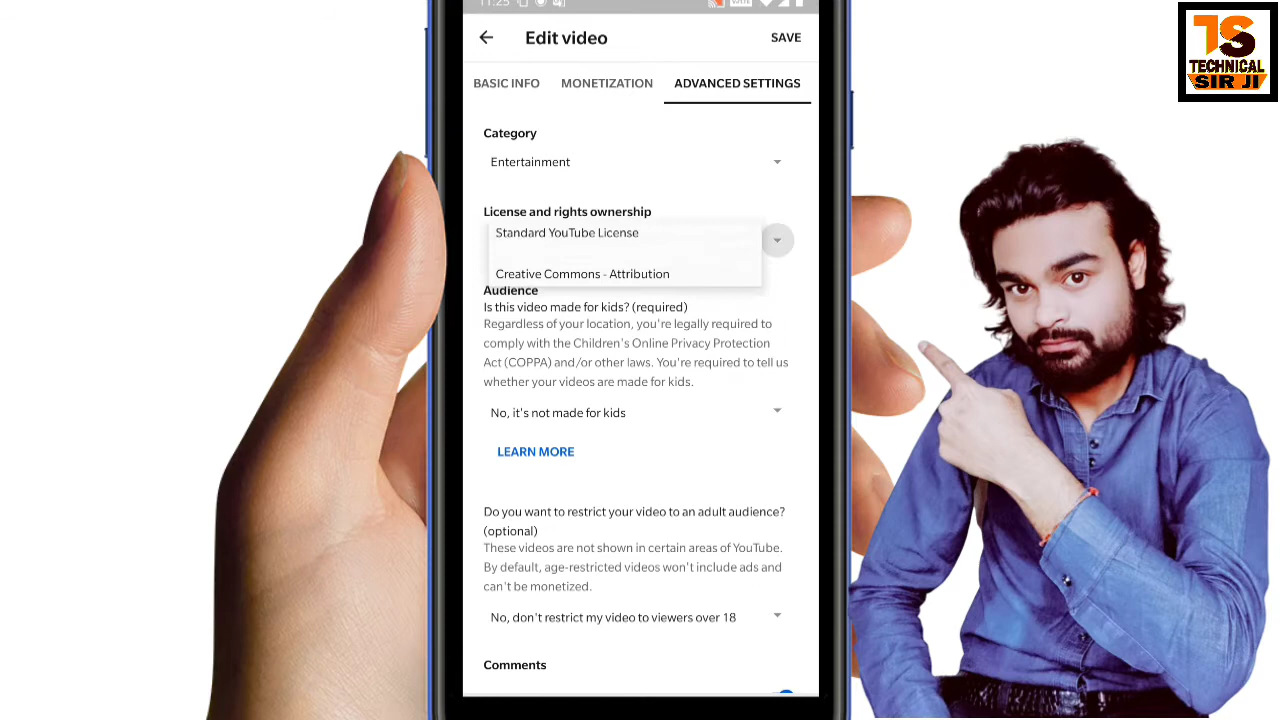 11:25
Edit video
SAVE
BASIC INFO
MONETIZATION
ADVANCED SETTINGS
Category
Entertainment
License and rights ownership
Standard YouTube License
Creative Commons - Attribution
Audience
Is this video made for kids? (required)
Regardless of your location, you're legally required to
comply with the Children's Online Privacy Protection
Act (COPPA) and/or other laws. You're required to tell us
whether your videos are made for kids.
No, it's not made for kids
LEARN MORE
Do you want to restrict your video to an adult audience?
(optional)
These videos are not shown in certain areas of YouTube.
By default, age-restricted videos won't include ads and
can't be monetized.
No, don't restrict my video to viewers over 18
Comments
TS
TECHNICAL
SIR JI